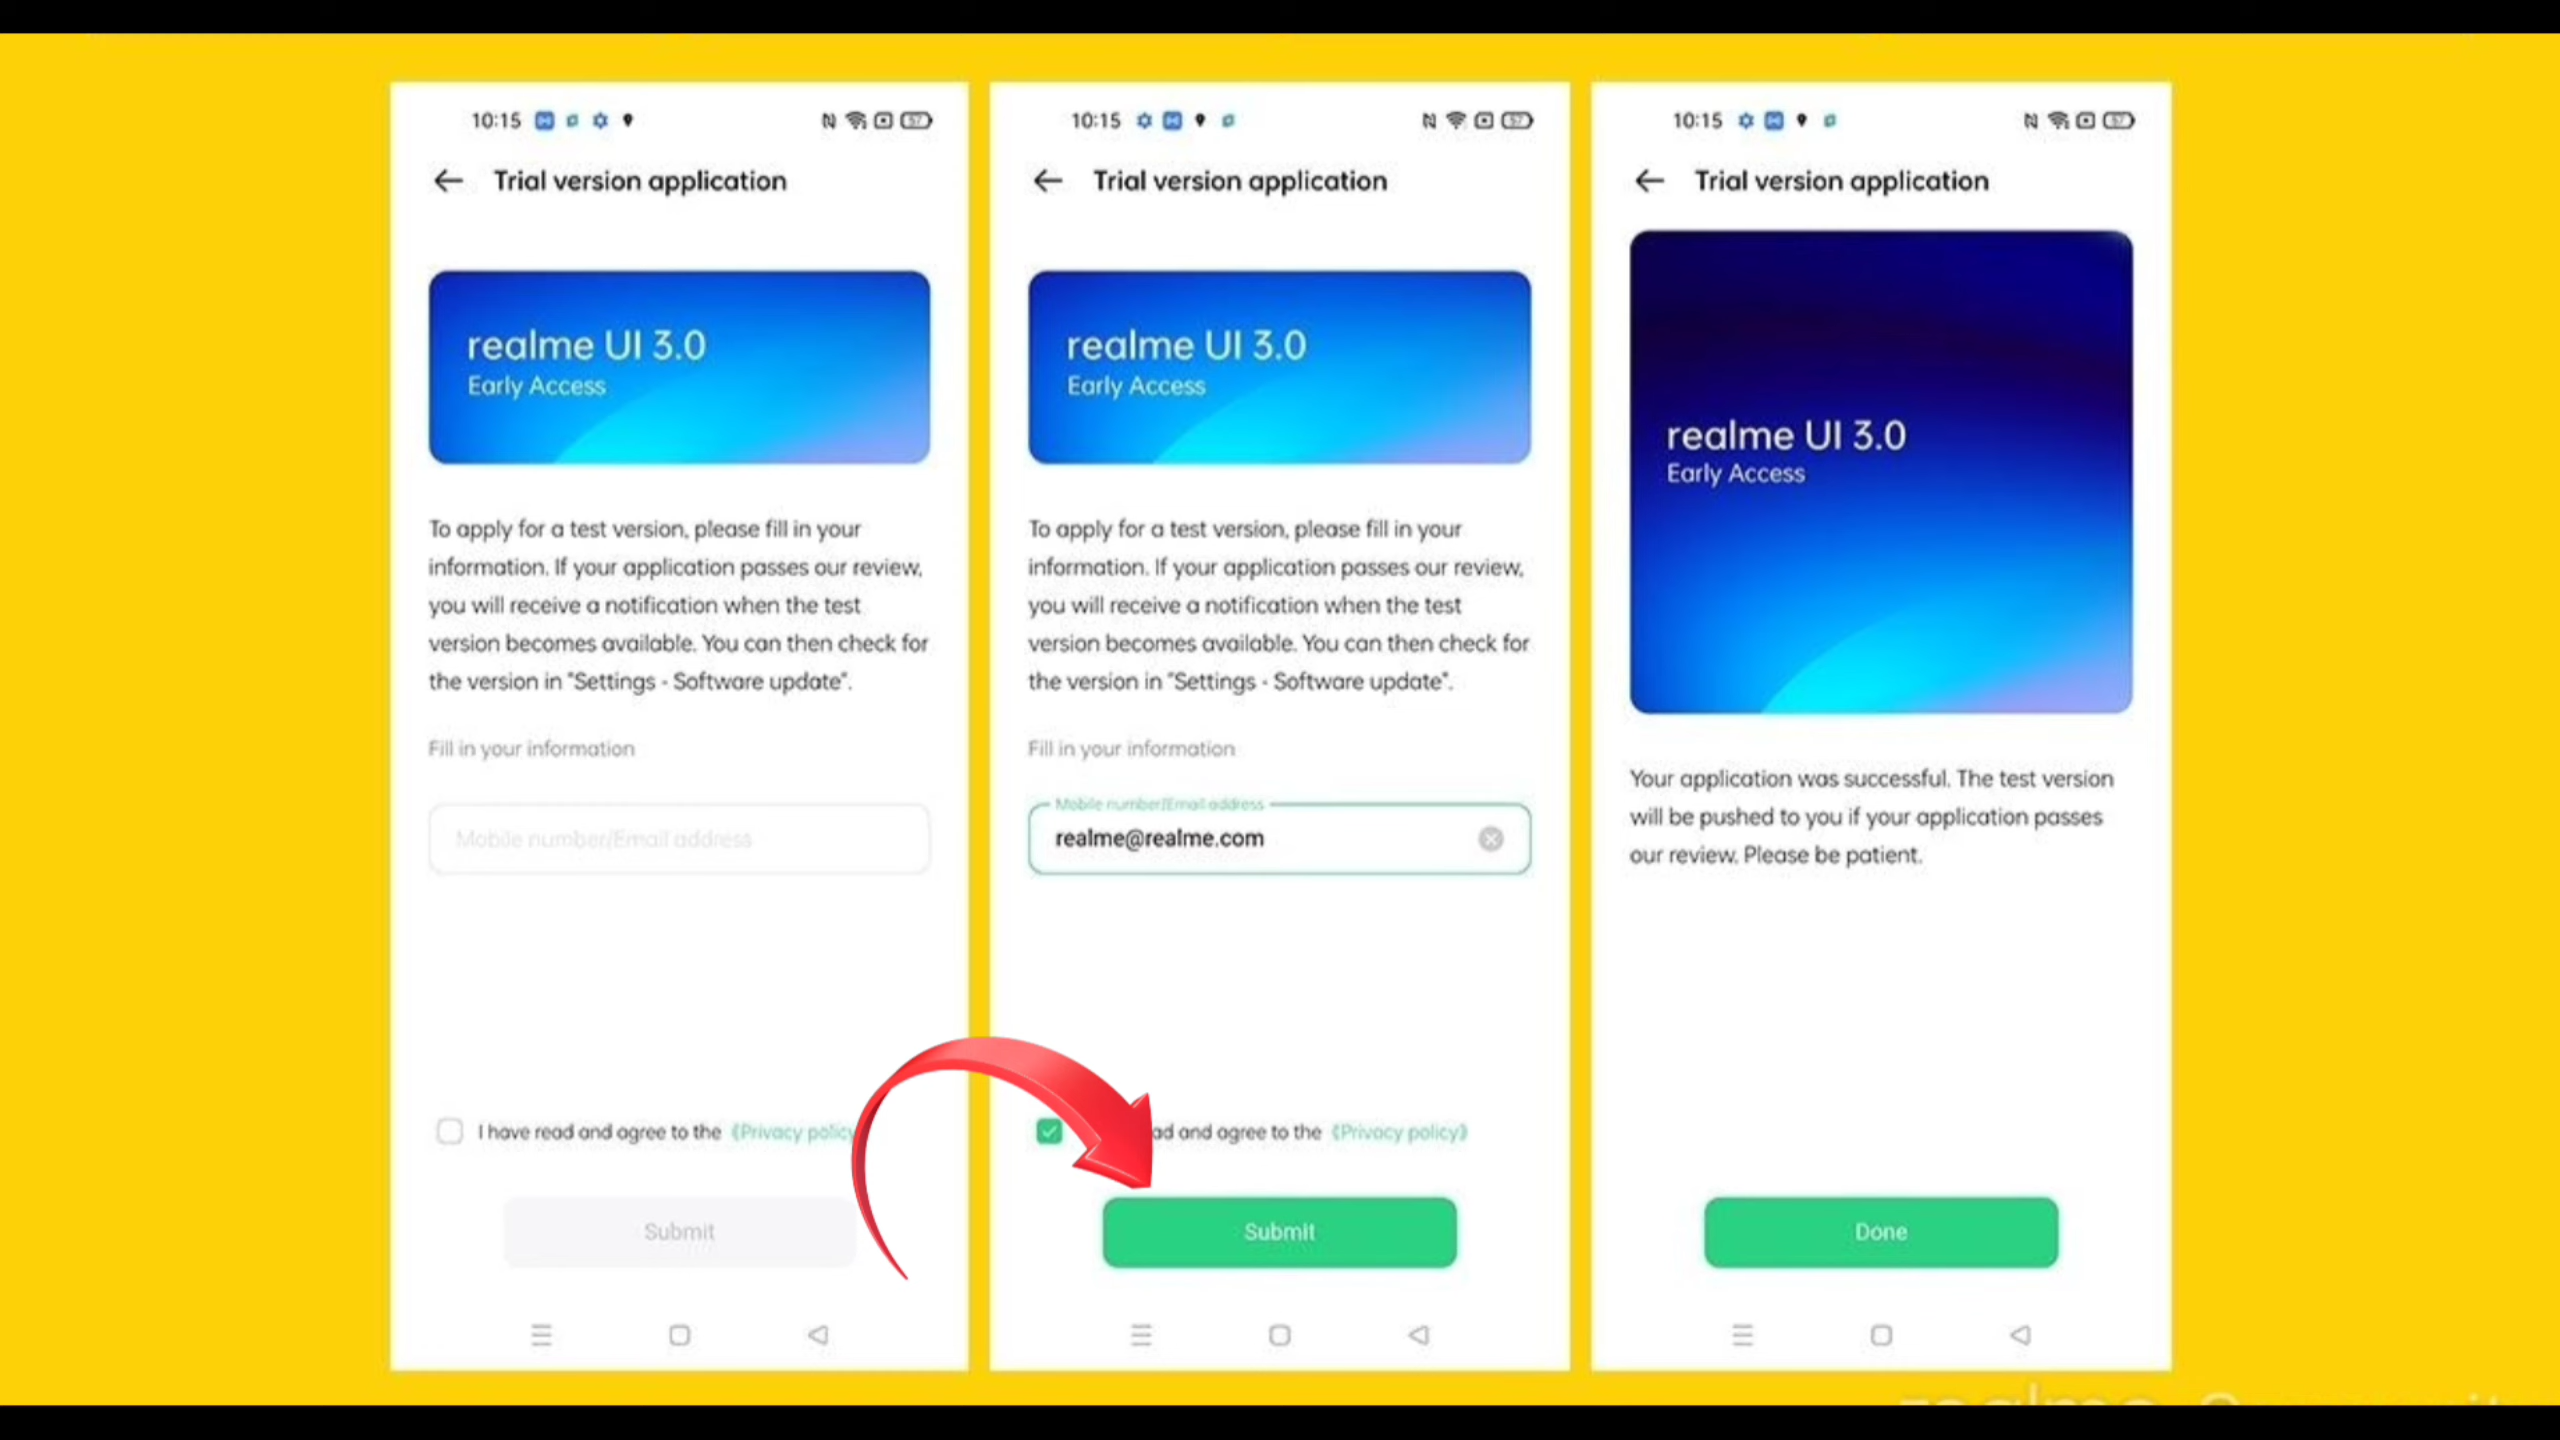 10:15
Trial version application
realme UI 3.0
Early Access
To apply for a test version, please fill in your
information. If your application passes our review,
you will receive a notification when the test
version becomes available. You can then check for
the version in "Settings - Software update".
Fill in your information
Mobile number/Email address
I have read and agree to the 《Privacy policy
Submit
10:15
Trial version application
realme UI 3.0
Early Access
To apply for a test version, please fill in your
information. If your application passes our review,
you will receive a notification when the test
version becomes available. You can then check for
the version in "Settings - Software update".
Fill in your information
Mobile number/Email address
realme@realme.com
ad and agree to the 《Privacy policy》
Submit
10:15
Trial version application
realme UI 3.0
Early Access
Your application was successful. The test version
will be pushed to you if your application passes
our review. Please be patient.
Done